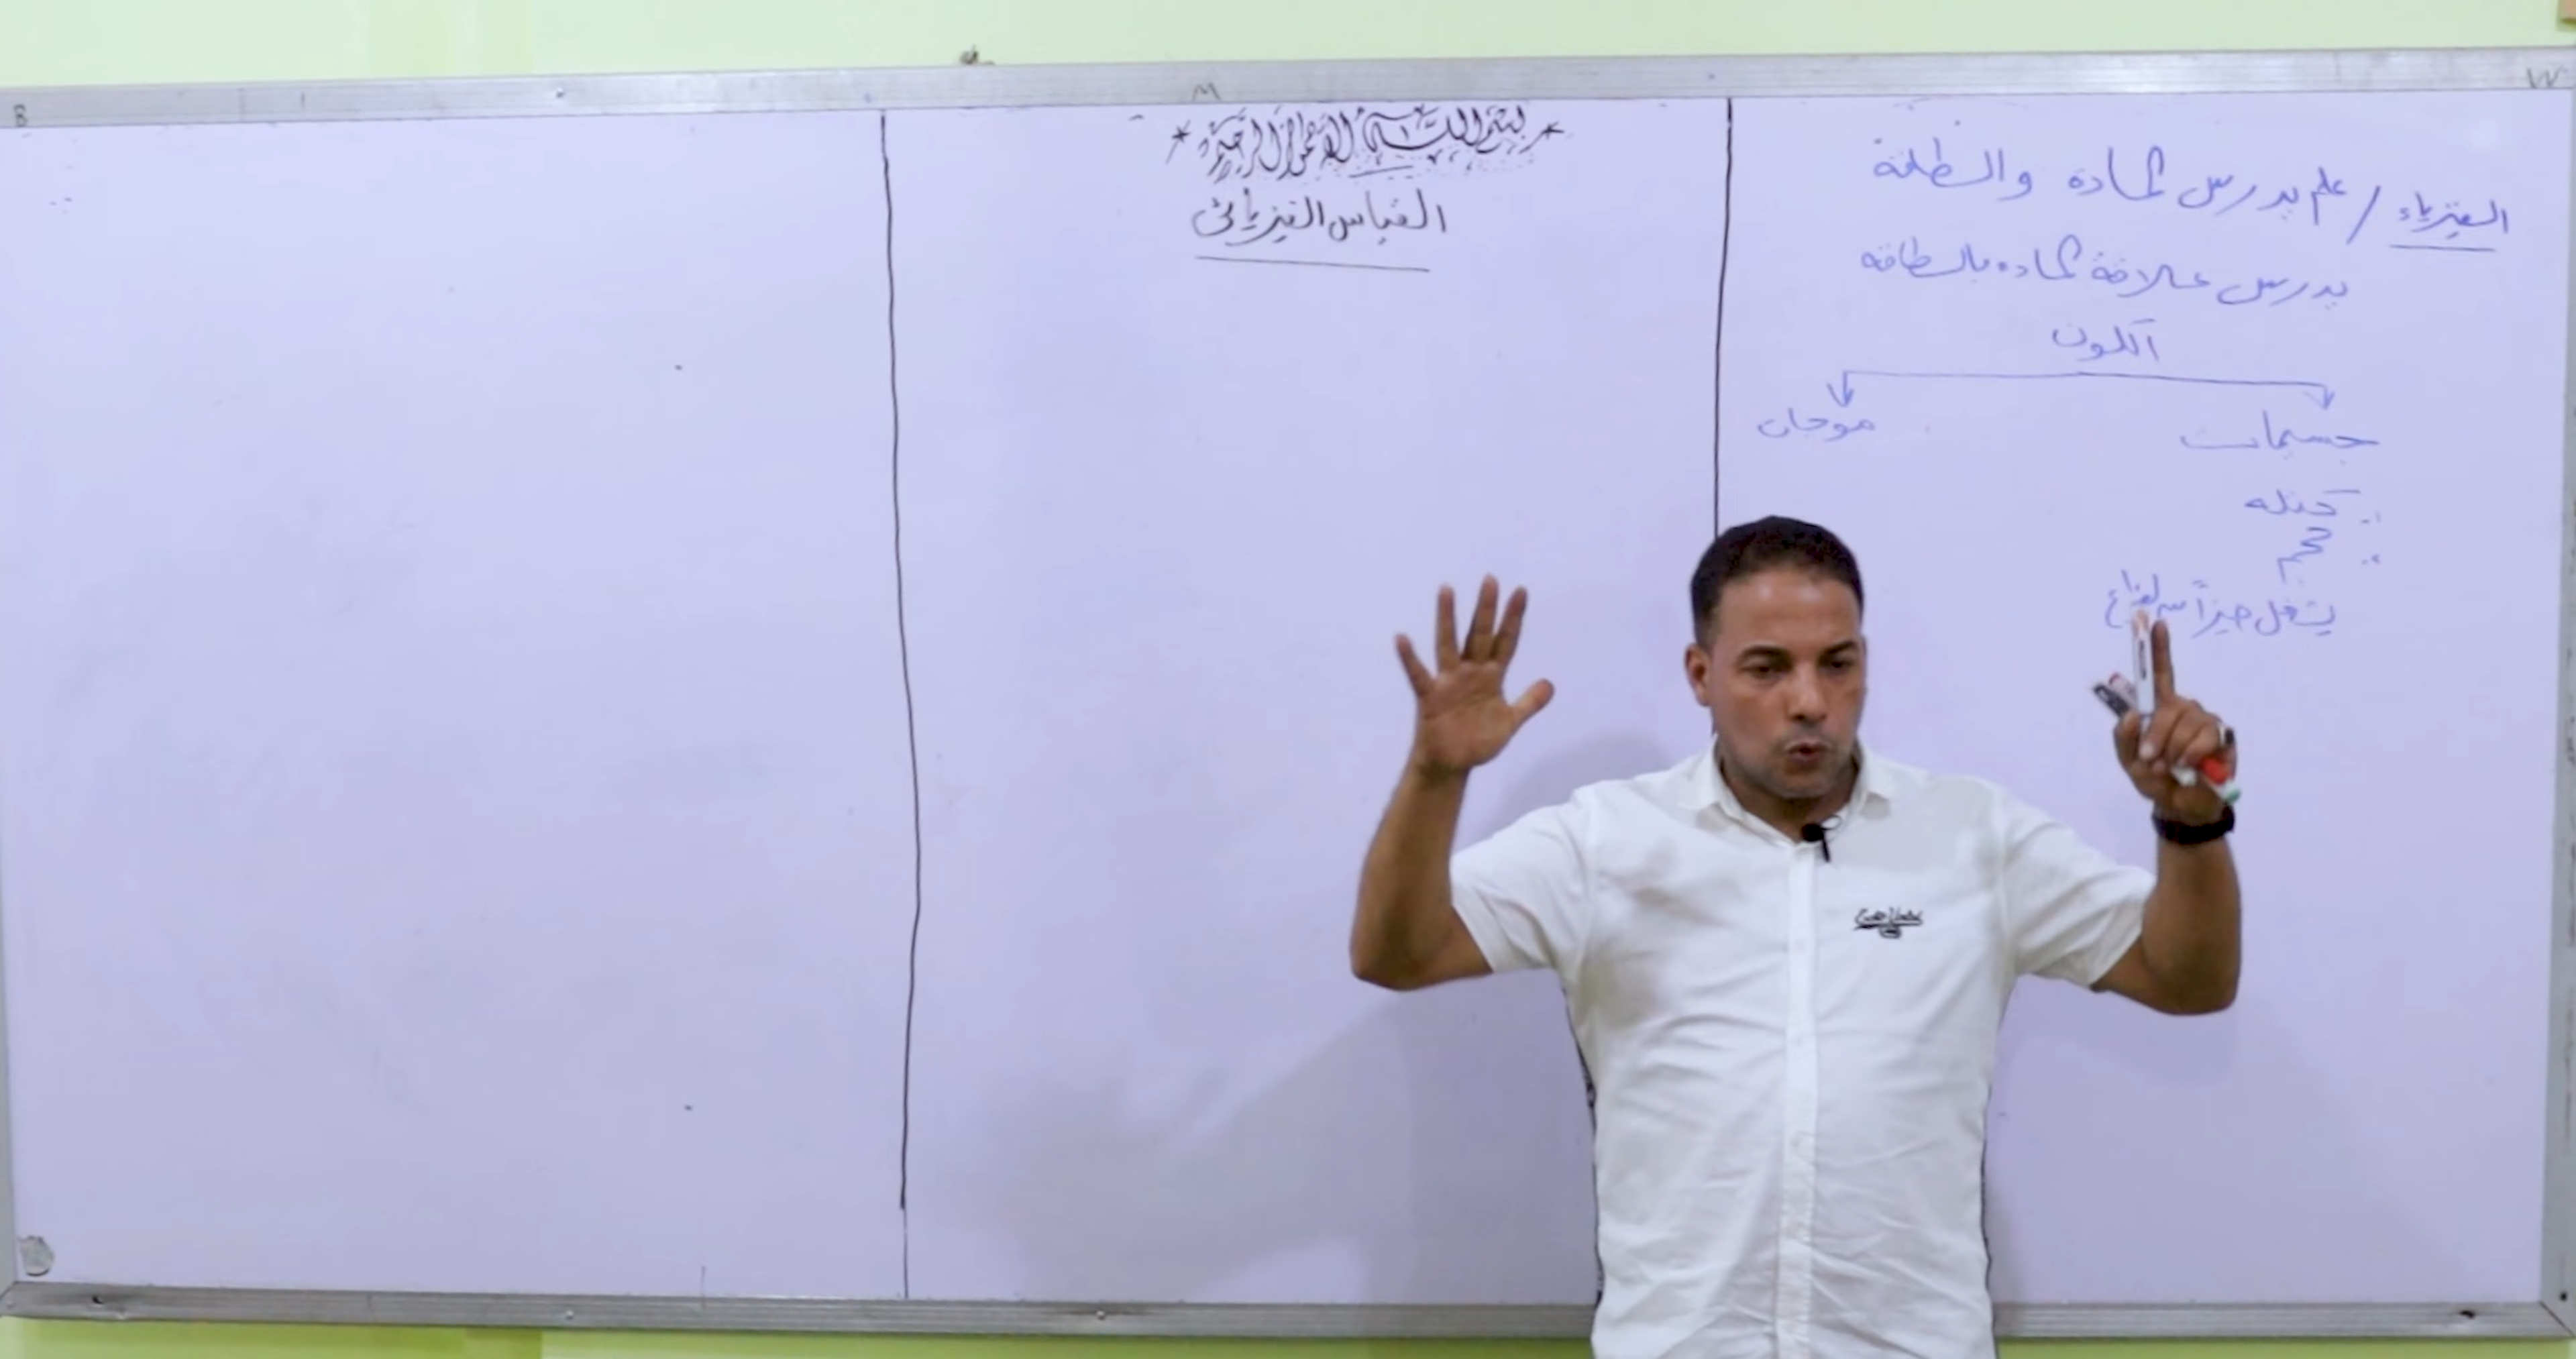 بسم الله الرحمن الرحيم
القياس الفيزيائي
الفيزياء / علم يدرس المادة والطاقة
يدرس علاقة المادة بالطاقة
الكون
جسيمات
موجات
كتله
حجم
يشغل حيزاً من الفراغ
B
M
W